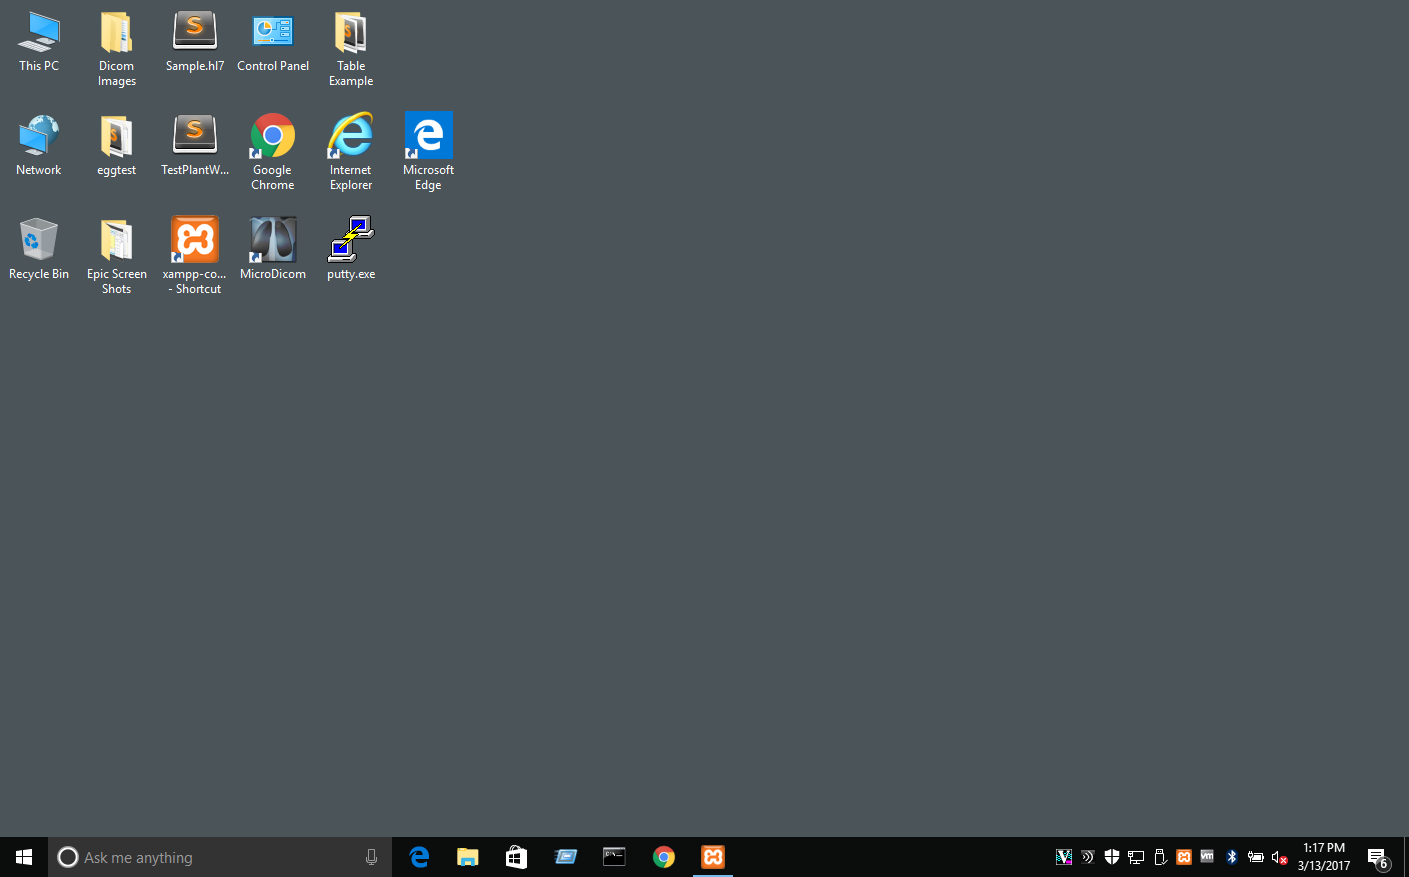 This PC
Dicom
Images
Sample.hl7
Control Panel
Table
Example
Network
eggtest
TestPlantW...
Google
Chrome
Internet
Explorer
Microsoft
Edge
Recycle Bin
Epic Screen
Shots
xampp-co...
- Shortcut
MicroDicom
putty.exe
Ask me anything
1:17 PM
3/13/2017
6